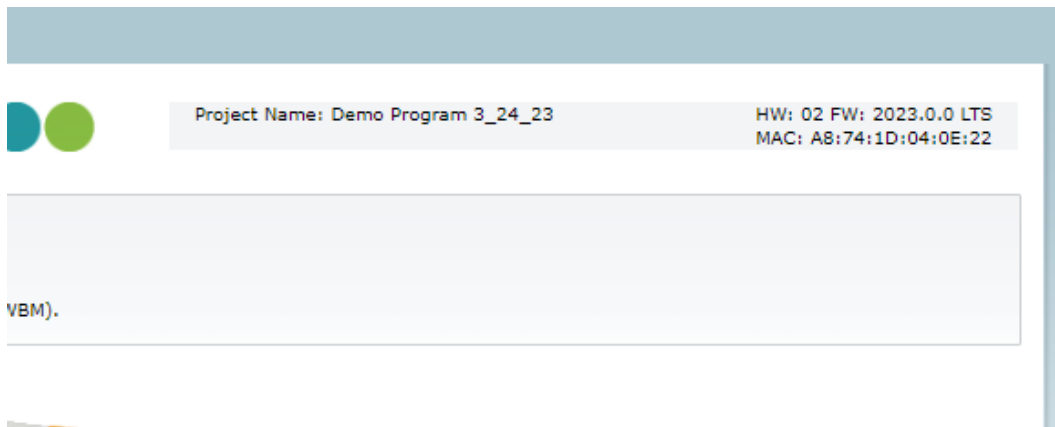 Project Name: Demo Program 3_24_23
HW: 02 FW: 2023.0.0 LTS
MAC: A8:74:1D:04:0E:22
WBM).